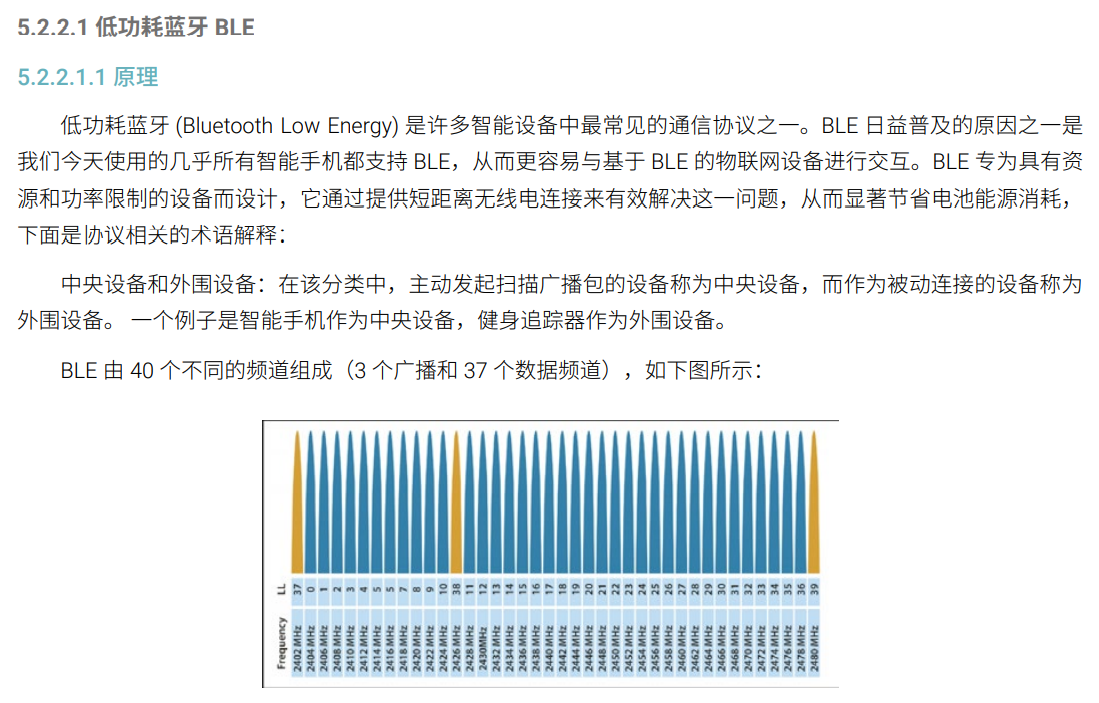 5.2.2.1 低功耗蓝牙 BLE
5.2.2.1.1 原理
低功耗蓝牙 (Bluetooth Low Energy) 是许多智能设备中最常见的通信协议之一。BLE 日益普及的原因之一是
我们今天使用的几乎所有智能手机都支持 BLE，从而更容易与基于 BLE 的物联网设备进行交互。BLE 专为具有资
源和功率限制的设备而设计，它通过提供短距离无线电连接来有效解决这一问题，从而显著节省电池能源消耗，
下面是协议相关的术语解释：
中央设备和外围设备：在该分类中，主动发起扫描广播包的设备称为中央设备，而作为被动连接的设备称为
外围设备。 一个例子是智能手机作为中央设备，健身追踪器作为外围设备。
BLE 由 40 个不同的频道组成（3 个广播和 37 个数据频道），如下图所示：
LL 37 0 1 2 3 4 5 5 7 8 9 10 38 11 12 13 14 15 16 17 18 19 20 21 22 23 24 25 26 27 28 29 30 31 32 33 34 35 36 39
Frequency 2402 MHz 2404 MHz 2406 MHz 2408 MHz 2410 MHz 2412 MHz 2414 MHz 2416 MHz 2418 MHz 2420 MHz 2422 MHz 2424 MHz 2426 MHz 2428 MHz 2430MHz 2432 MHz 2434 MHz 2436 MHz 2438 MHz 2440 MHz 2442 MHz 2444 MHz 2446 MHz 2448 MHz 2450 MHz 2452 MHz 2454 MHz 2456 MHz 2458 MHz 2460 MHz 2462 MHz 2464 MHz 2466 MHz 2468 MHz 2470 MHz 2472 MHz 2474 MHz 2476 MHz 2478 MHz 2480 MHz